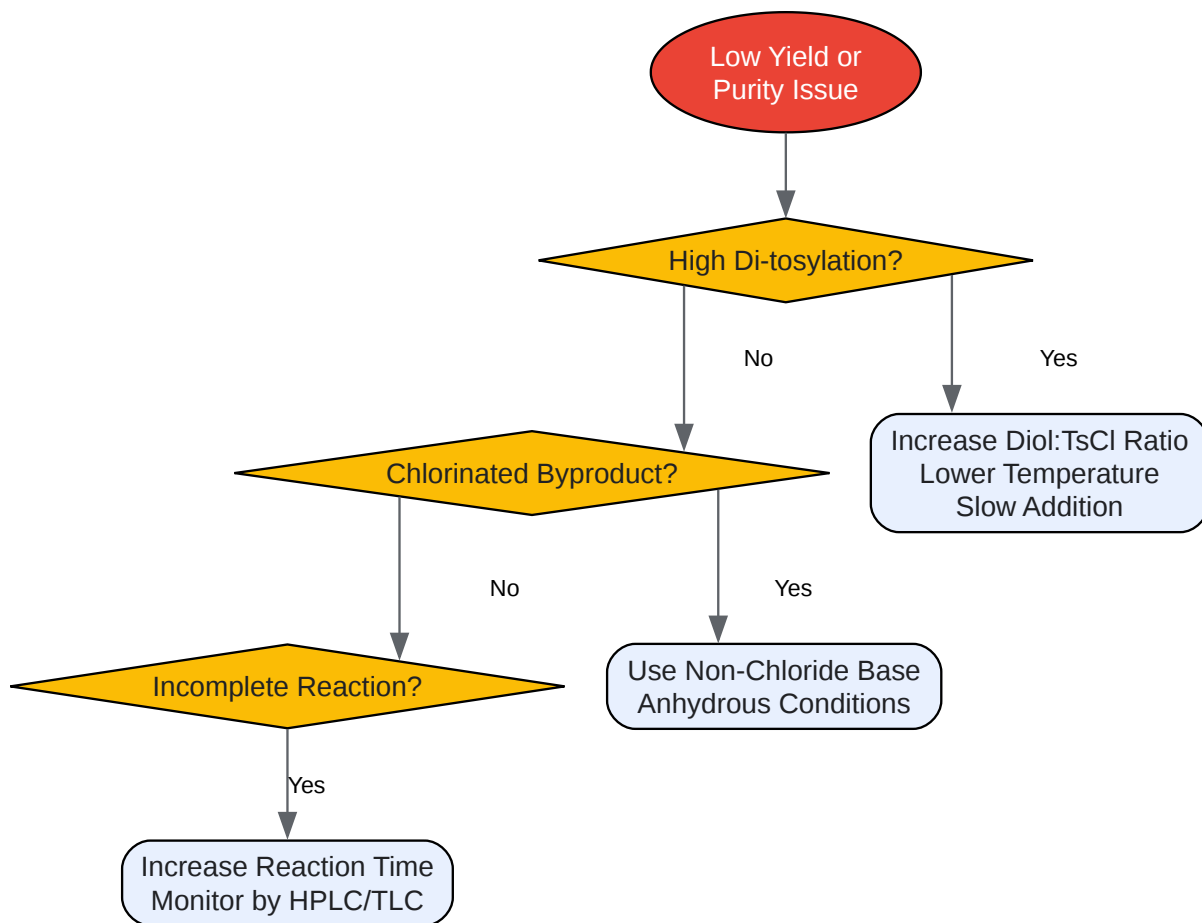 Low Yield or
Purity Issue
High Di-tosylation?
No
Yes
Increase Diol:TsCl Ratio
Lower Temperature
Slow Addition
Chlorinated Byproduct?
No
Yes
Use Non-Chloride Base
Anhydrous Conditions
Incomplete Reaction?
Yes
Increase Reaction Time
Monitor by HPLC/TLC